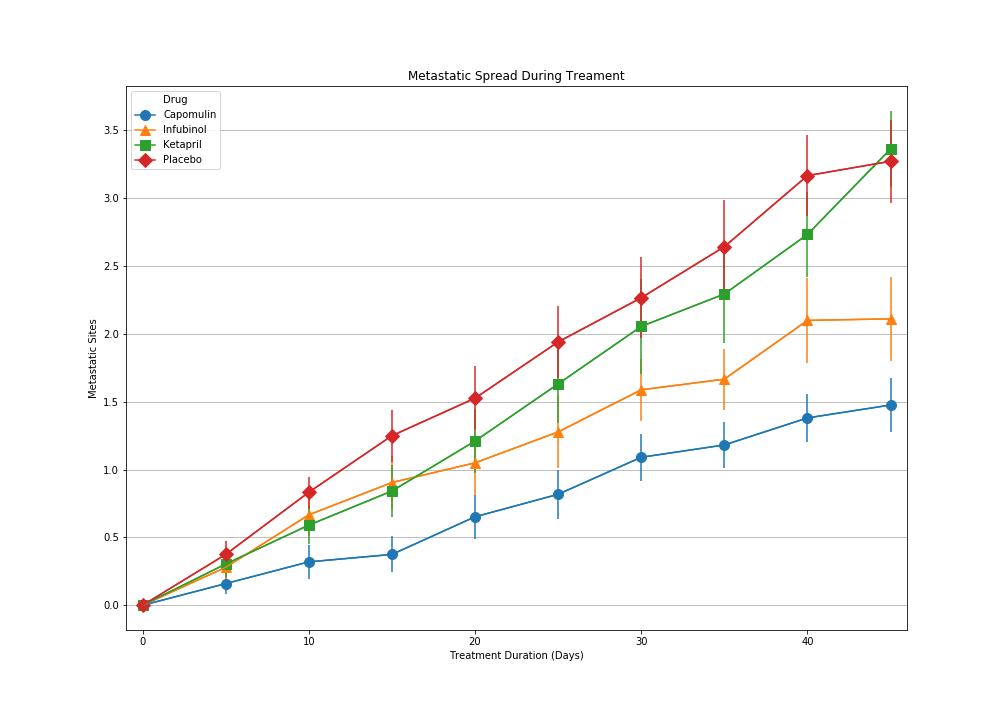 Metastatic Spread During Treament
Drug
Capomulin
Infubinol
Ketapril
Placebo
Metastatic Sites
3.5
3.0
2.5
2.0
1.5
1.0
0.5
0.0
0 10 20 30 40
Treatment Duration (Days)